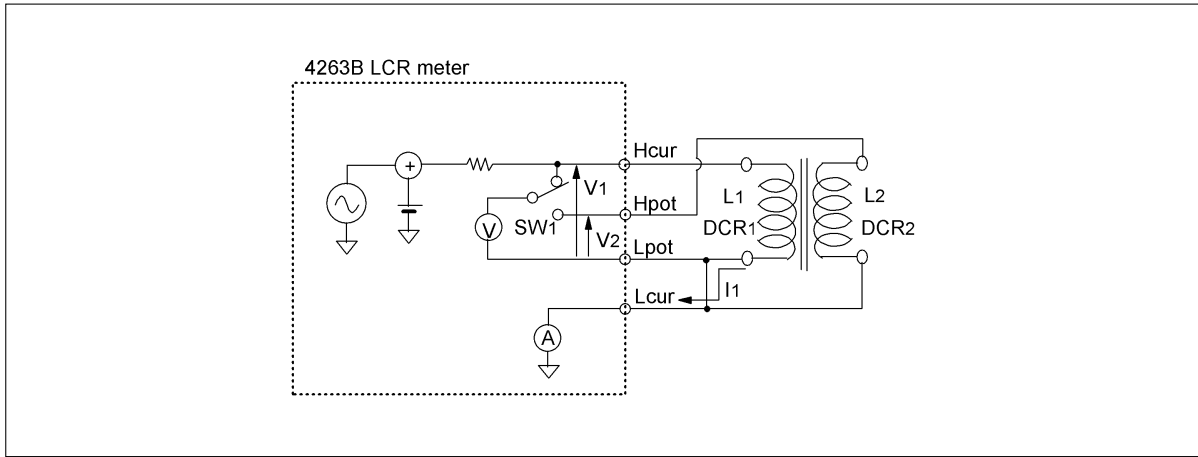 4263B LCR meter
Hcur
V1
L1
L2
Hpot
SW1
DCR1
DCR2
V
V2
Lpot
Lcur
I1
A
+